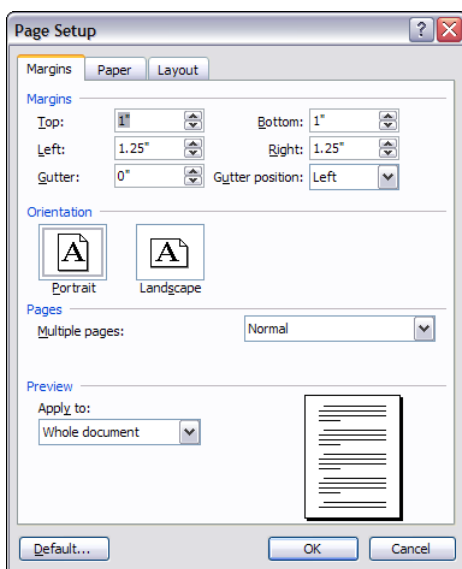 Page Setup
Margins Paper Layout
Margins
Top: 1" Bottom: 1"
Left: 1.25" Right: 1.25"
Gutter: 0" Gutter position: Left
Orientation
A A
Portrait Landscape
Pages
Multiple pages: Normal
Preview
Apply to:
Whole document
Default... OK Cancel